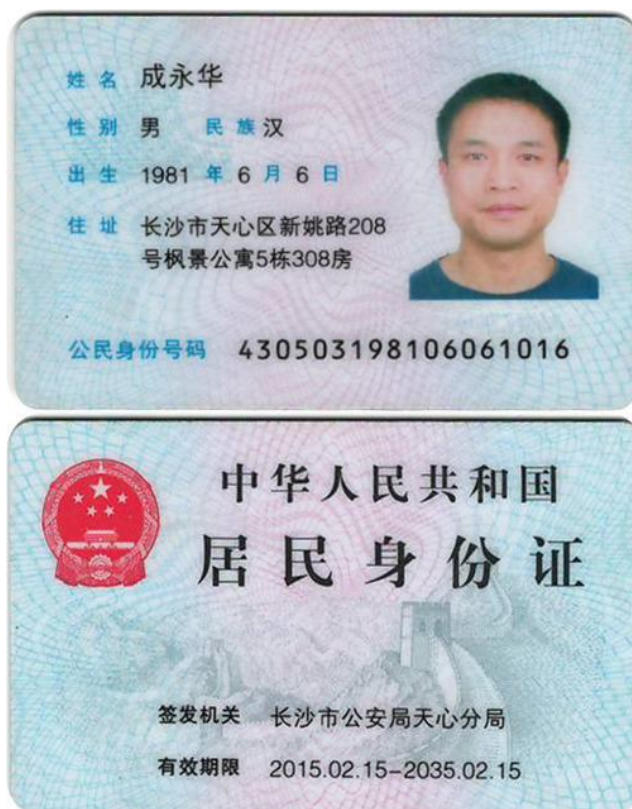 姓名 成永华
性别 男 民族 汉
出生 1981 年 6 月 6 日
住址 长沙市天心区新姚路208
号枫景公寓5栋308房
公民身份号码 430503198106061016
中华人民共和国
居民身份证
签发机关 长沙市公安局天心分局
有效期限 2015.02.15-2035.02.15